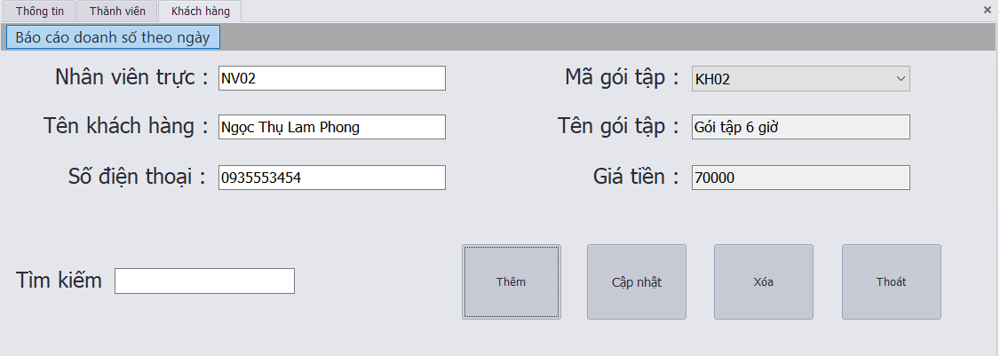 Thông tin Thành viên Khách hàng ×
Báo cáo doanh số theo ngày
Nhân viên trực : NV02 Mã gói tập : KH02
Tên khách hàng : Ngọc Thụ Lam Phong Tên gói tập : Gói tập 6 giờ
Số điện thoại : 0935553454 Giá tiền : 70000
Tìm kiếm Thêm Cập nhật Xóa Thoát